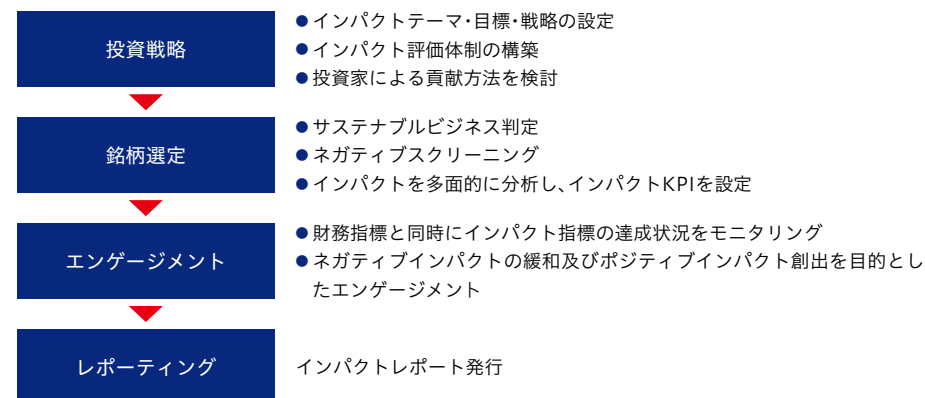 投資戦略
●インパクトテーマ・目標・戦略の設定
●インパクト評価体制の構築
●投資家による貢献方法を検討
銘柄選定
●サステナブルビジネス判定
●ネガティブスクリーニング
●インパクトを多面的に分析し、インパクトKPIを設定
エンゲージメント
●財務指標と同時にインパクト指標の達成状況をモニタリング
●ネガティブインパクトの緩和及びポジティブインパクト創出を目的とし
たエンゲージメント
レポーティング
インパクトレポート発行